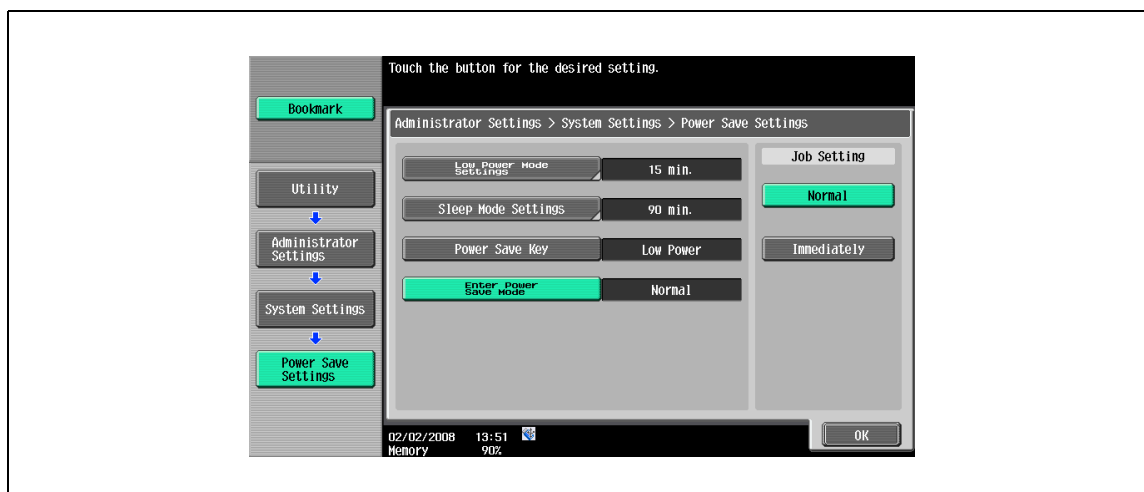 Touch the button for the desired setting.
Bookmark
Administrator Settings > System Settings > Power Save Settings
Utility
Administrator
Settings
System Settings
Power Save
Settings
Low Power Mode
Settings
15 min.
Sleep Mode Settings
90 min.
Power Save Key
Low Power
Enter Power
Save Mode
Normal
Job Setting
Normal
Immediately
02/02/2008 13:51
Memory 90%
OK